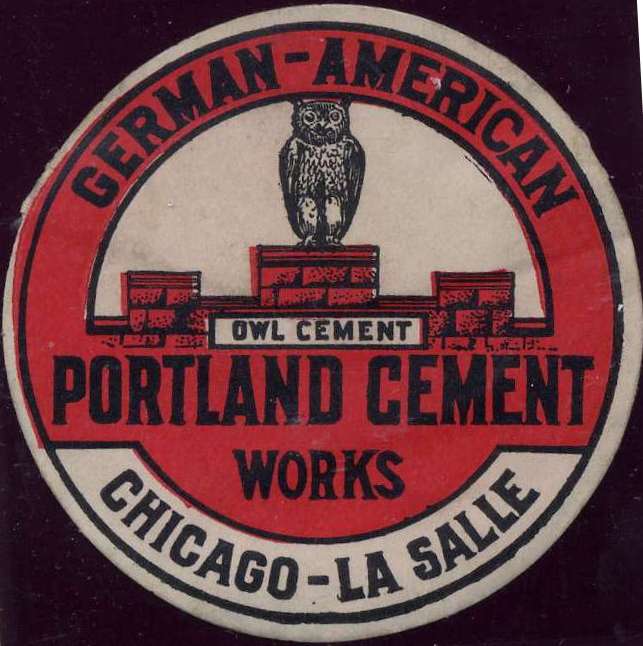 GERMAN-AMERICAN
OWL CEMENT
PORTLAND CEMENT
WORKS
CHICAGO-LA SALLE